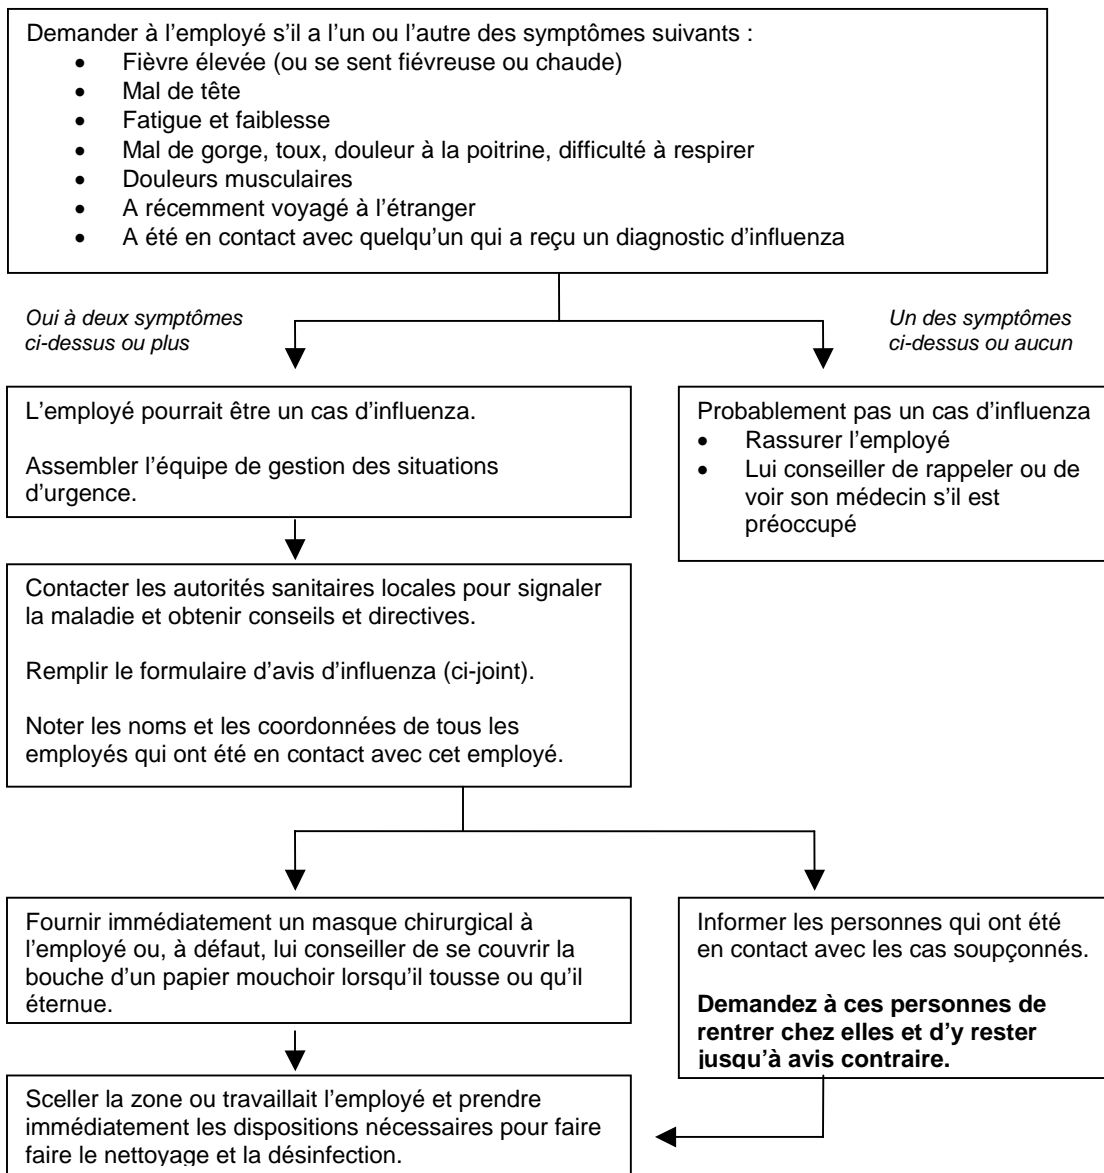 Demander à l'employé s'il a l'un ou l'autre des symptômes suivants :
• Fièvre élevée (ou se sent fiévreuse ou chaude)
• Mal de tête
• Fatigue et faiblesse
• Mal de gorge, toux, douleur à la poitrine, difficulté à respirer
• Douleurs musculaires
• A récemment voyagé à l'étranger
• A été en contact avec quelqu'un qui a reçu un diagnostic d'influenza
Oui à deux symptômes
ci-dessus ou plus
Un des symptômes
ci-dessus ou aucun
L'employé pourrait être un cas d'influenza.
Assembler l'équipe de gestion des situations
d'urgence.
Probablement pas un cas d'influenza
• Rassurer l'employé
• Lui conseiller de rappeler ou de
voir son médecin s'il est
préoccupé
Contacter les autorités sanitaires locales pour signaler
la maladie et obtenir conseils et directives.
Remplir le formulaire d'avis d'influenza (ci-joint).
Noter les noms et les coordonnées de tous les
employés qui ont été en contact avec cet employé.
Fournir immédiatement un masque chirurgical à
l'employé ou, à défaut, lui conseiller de se couvrir la
bouche d'un papier mouchoir lorsqu'il tousse ou qu'il
éternue.
Informer les personnes qui ont été
en contact avec les cas soupçonnés.
Demandez à ces personnes de
rentrer chez elles et d'y rester
jusqu'à avis contraire.
Sceller la zone ou travaillait l'employé et prendre
immédiatement les dispositions nécessaires pour faire
faire le nettoyage et la désinfection.